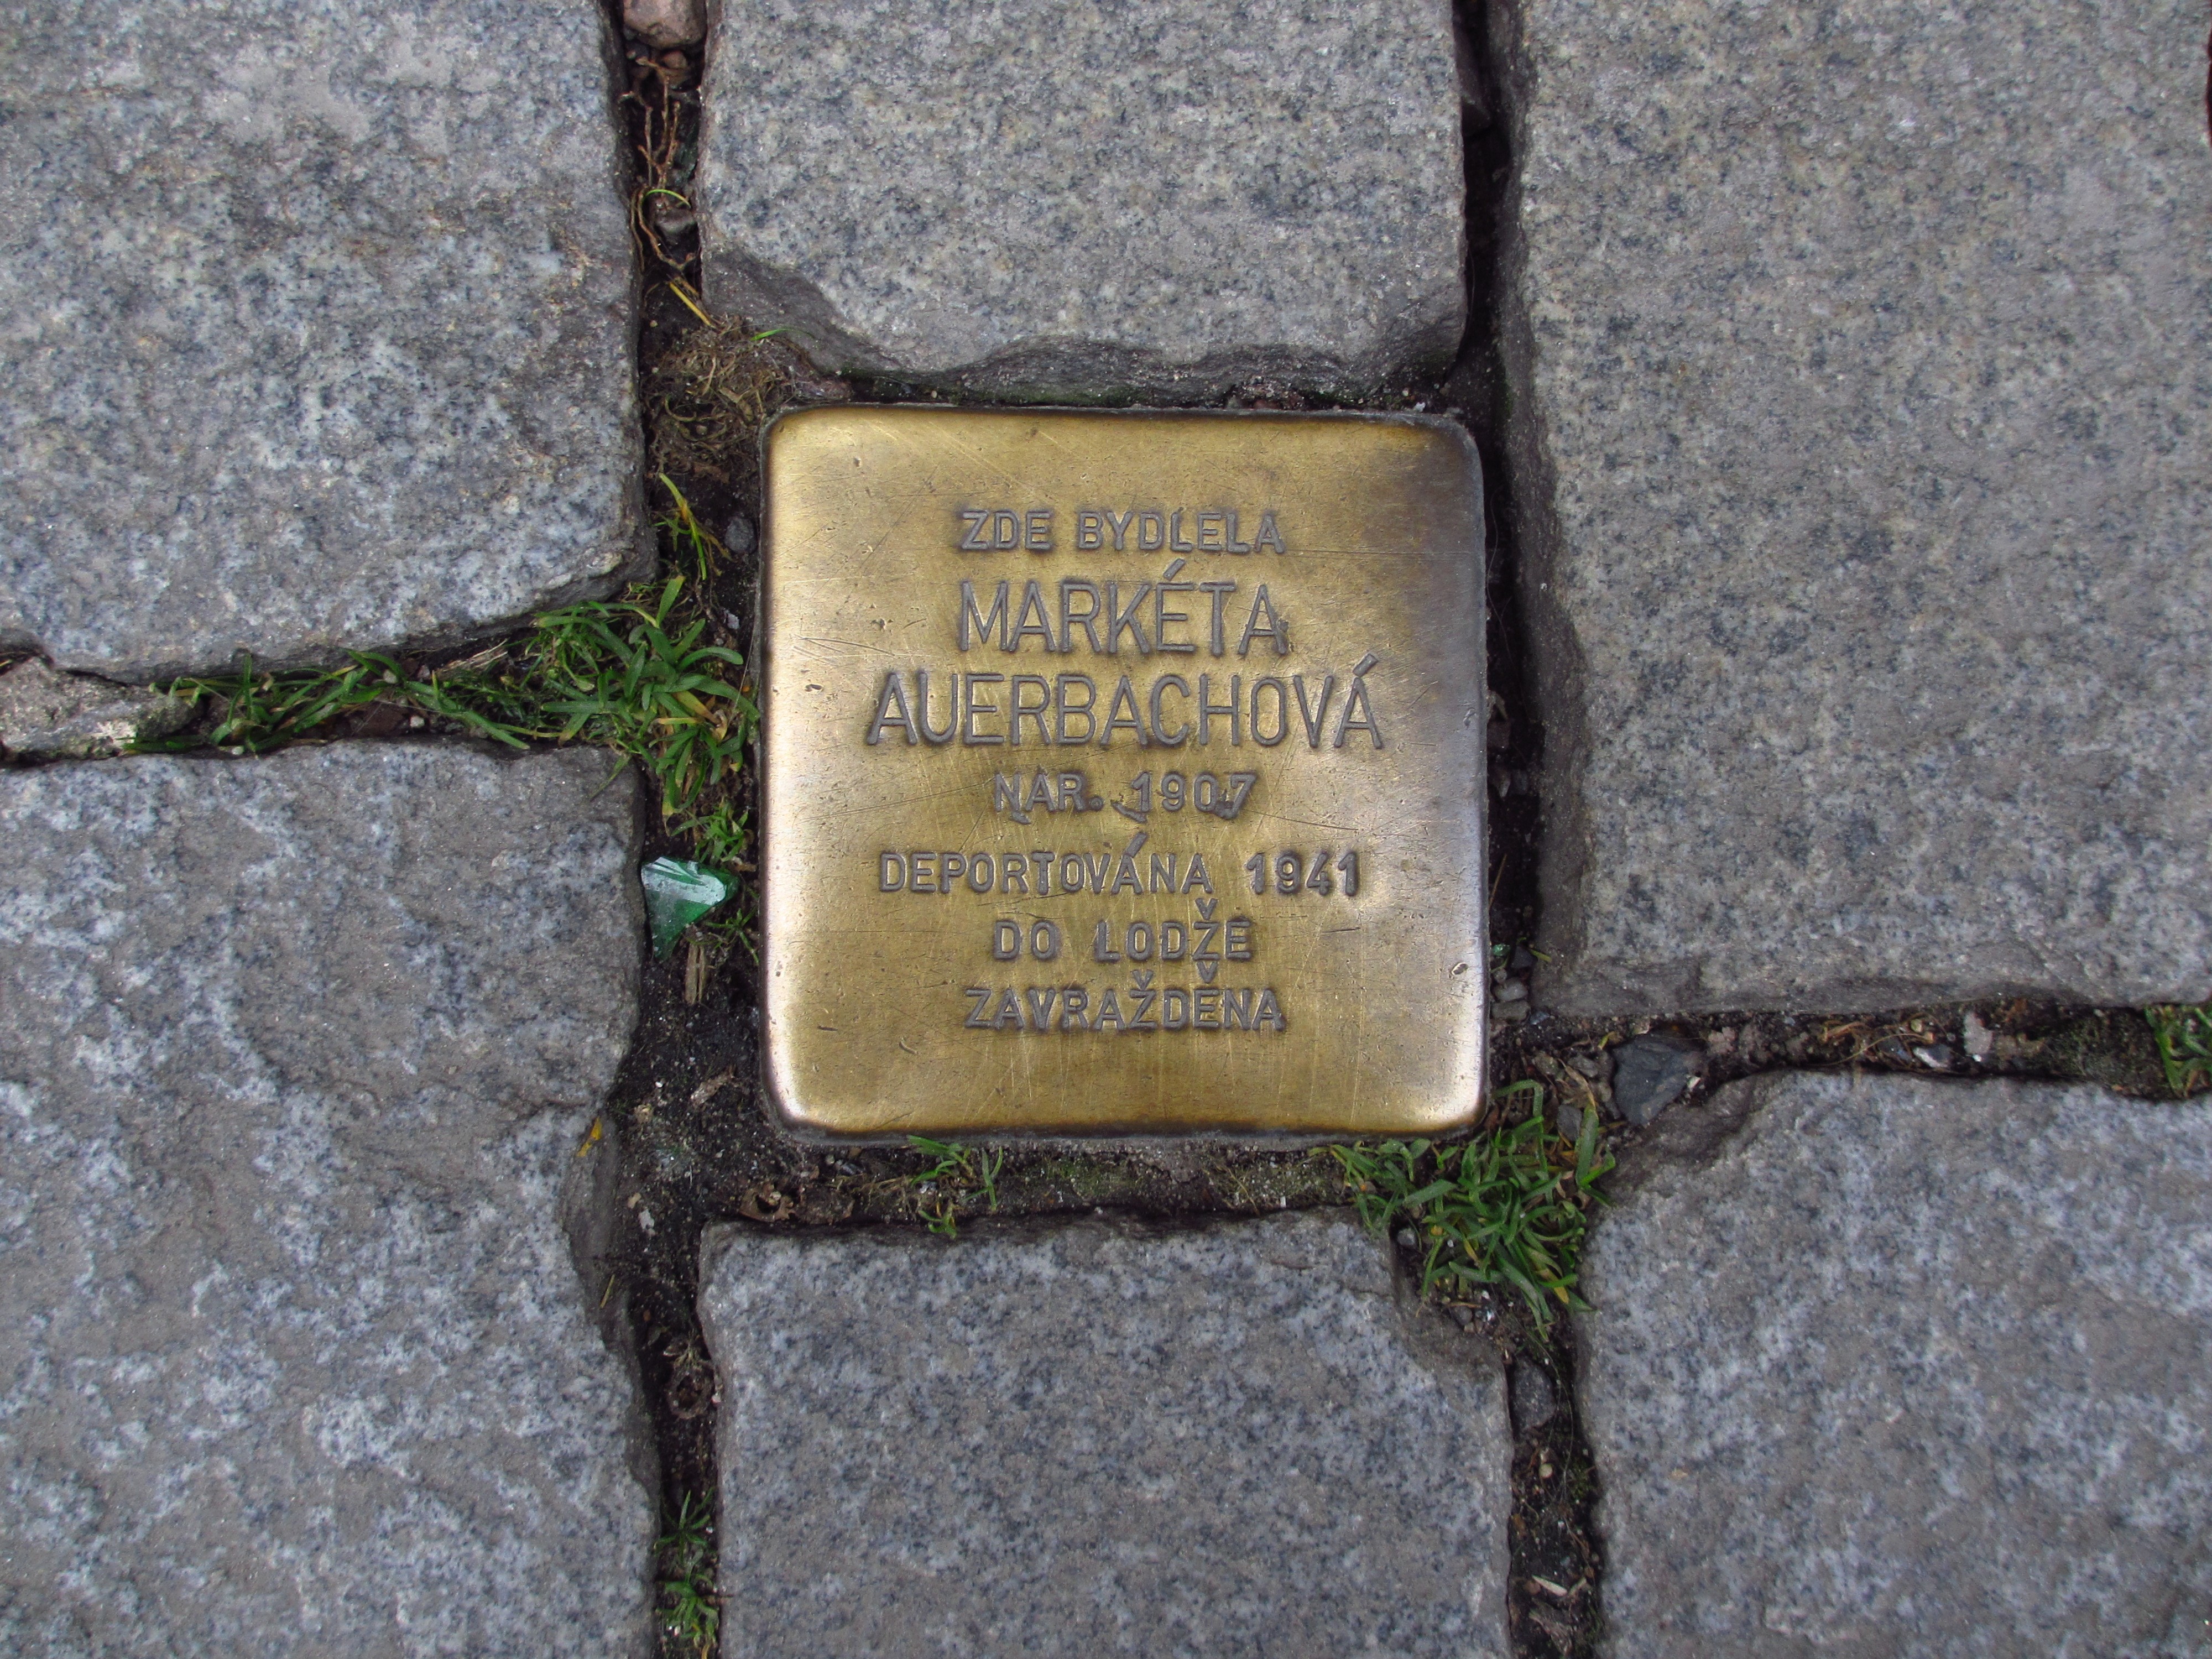 ZDE BYDLELA
MARKÉTA
AUERBACHOVÁ
NAR. 1907
DEPORTOVÁNA 1941
DO LODŽE
ZAVRAŽDĚNA